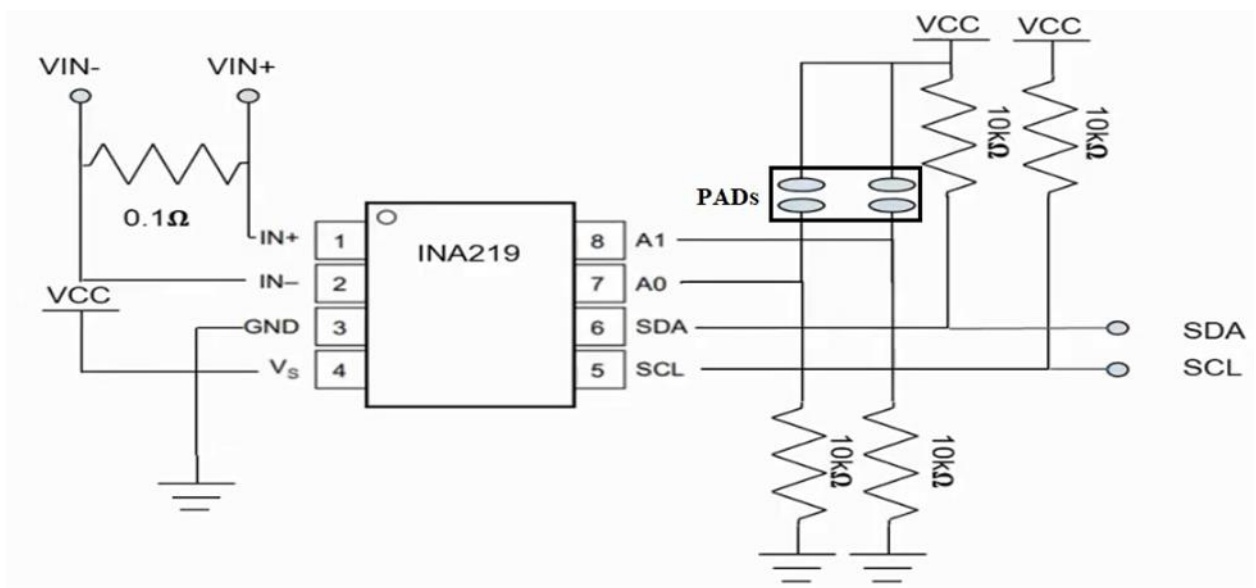 VCC
VCC
VIN-
VIN+
10kΩ
10kΩ
PADs
0.1Ω
IN+
1
INA219
8
A1
IN–
2
7
A0
VCC
GND
3
6
SDA
SDA
VS
4
5
SCL
SCL
10kΩ
10kΩ